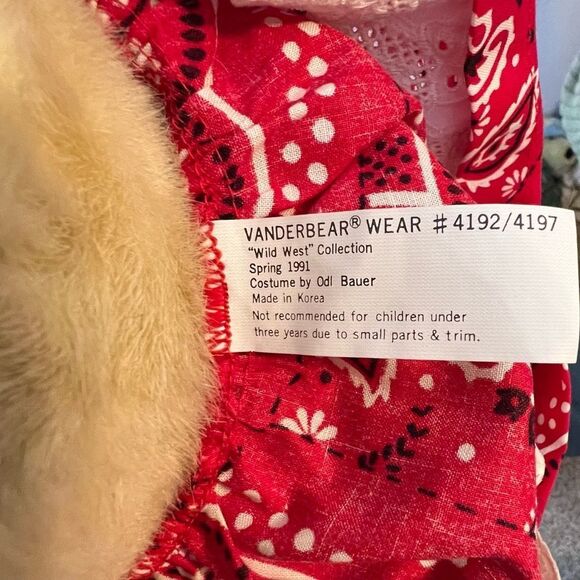 VANDERBEAR® WEAR # 4192/4197
"Wild West" Collection
Spring 1991
Costume by Odl Bauer
Made in Korea
Not recommended for children under
three years due to small parts & trim.